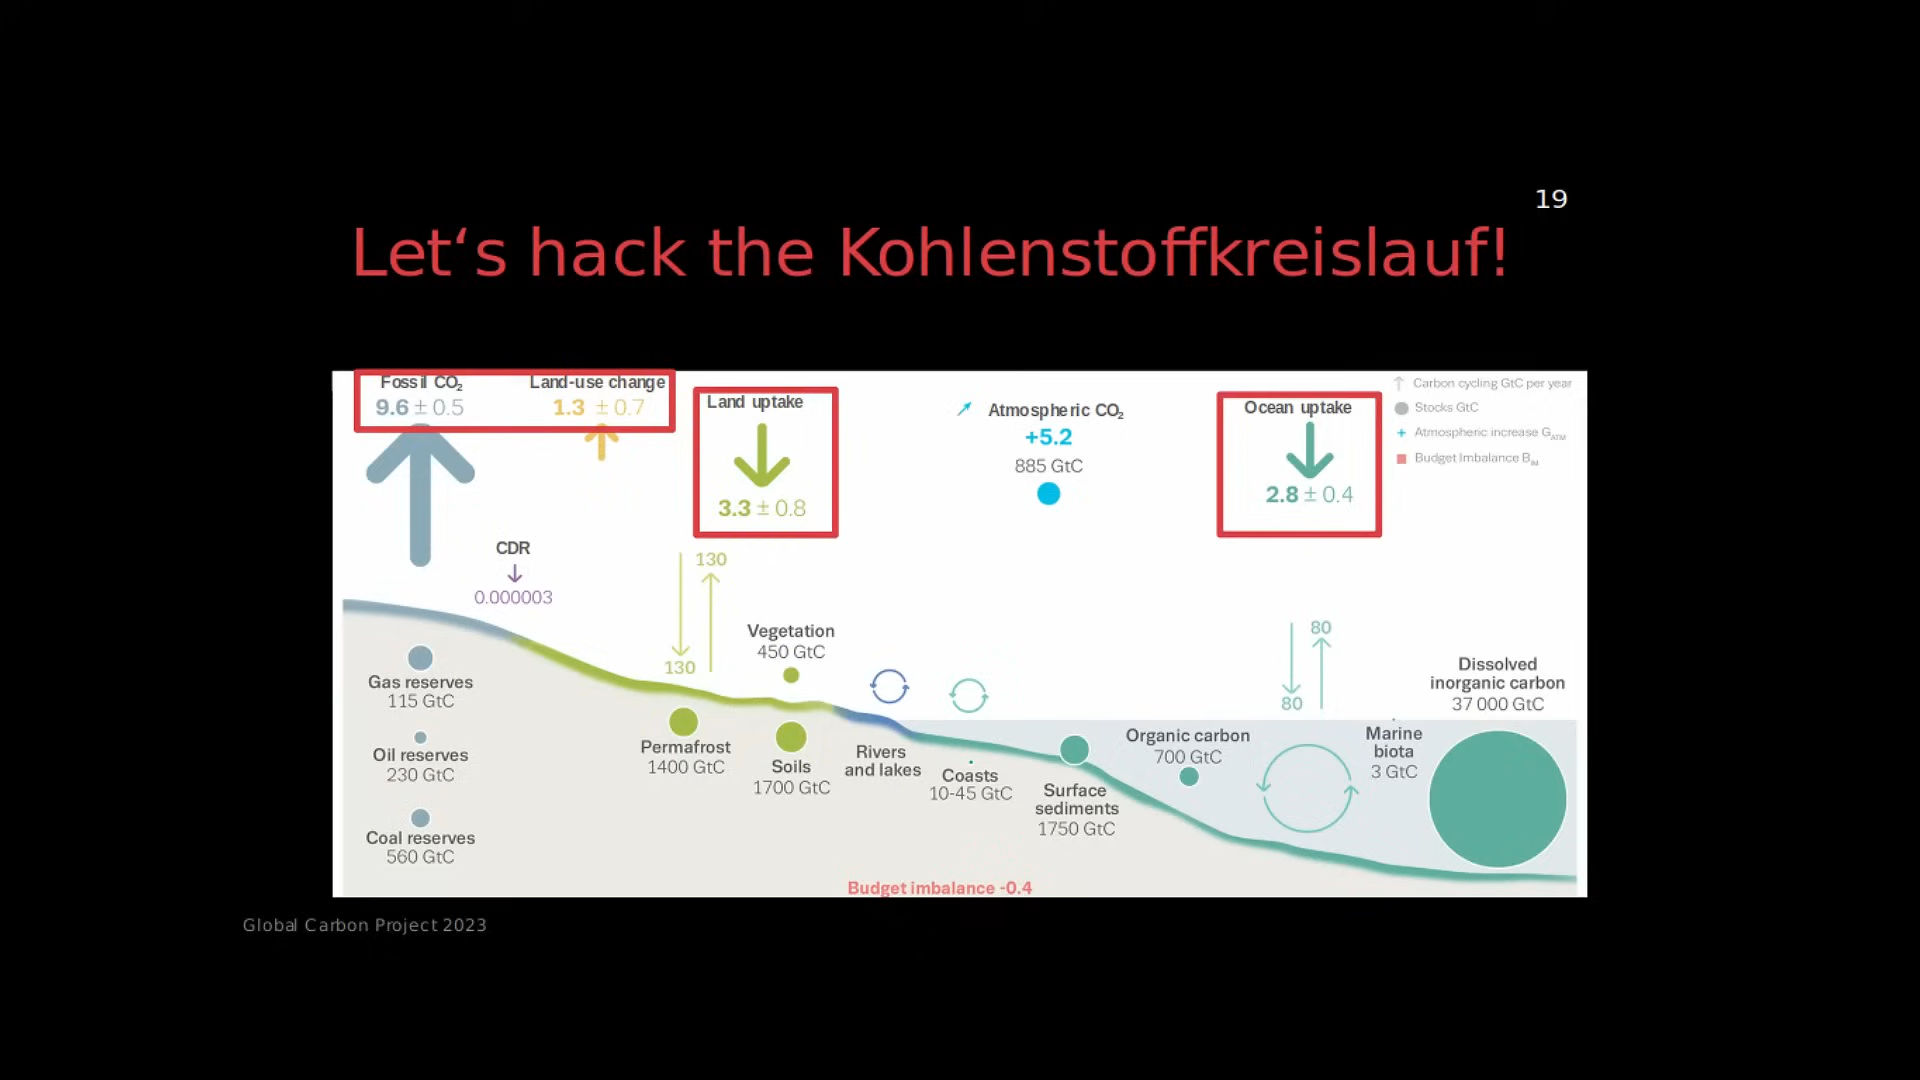 19
Let‘s hack the Kohlenstoffkreislauf!
Fossil CO₂
9.6 ± 0.5
Land-use change
1.3 ± 0.7
Land uptake
3.3 ± 0.8
Atmospheric CO₂
+5.2
885 GtC
Ocean uptake
2.8 ± 0.4
Carbon cycling GtC per year
Stocks GtC
+ Atmospheric increase G_ATM
Budget Imbalance B_IM
CDR
0.000003
130
130
Vegetation
450 GtC
80
80
Dissolved
inorganic carbon
37 000 GtC
Gas reserves
115 GtC
Oil reserves
230 GtC
Coal reserves
560 GtC
Permafrost
1400 GtC
Soils
1700 GtC
Rivers
and lakes
Coasts
10-45 GtC
Surface
sediments
1750 GtC
Organic carbon
700 GtC
Marine
biota
3 GtC
Budget imbalance -0.4
Global Carbon Project 2023